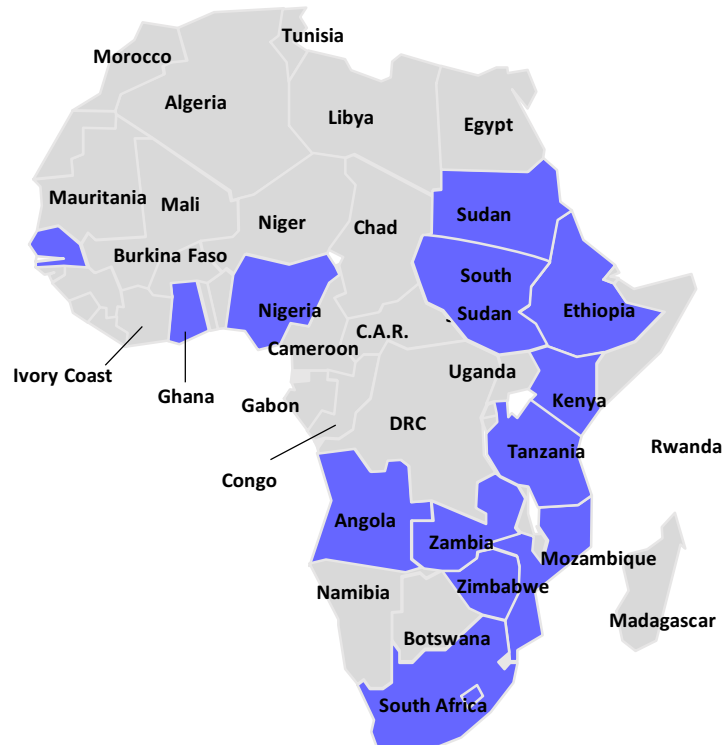 Tunisia
Morocco
Algeria
Libya
Egypt
Mauritania
Mali
Niger
Chad
Sudan
Burkina Faso
South
Sudan
Nigeria
Ethiopia
C.A.R.
Cameroon
Uganda
Ivory Coast
Ghana
Gabon
Kenya
DRC
Tanzania
Rwanda
Congo
Angola
Zambia
Mozambique
Namibia
Zimbabwe
Madagascar
Botswana
South Africa